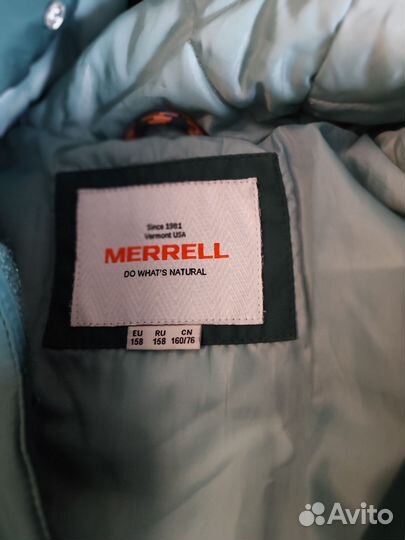 Since 1981
Vermont USA
MERRELL
DO WHAT'S NATURAL
EU RU CN
158 158 160/76
Avito